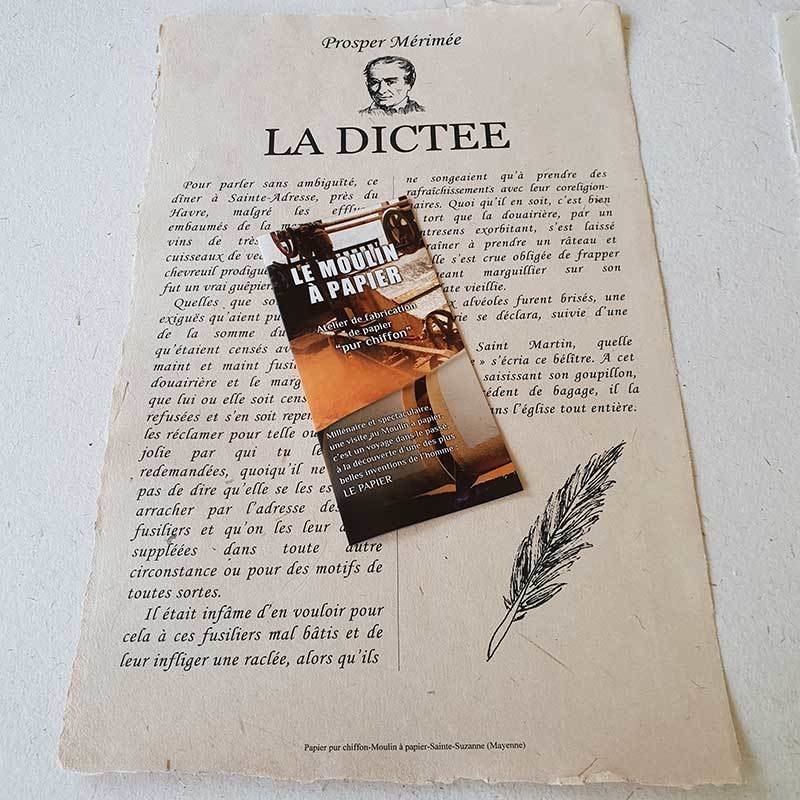 Prosper Mérimée
LA DICTEE
Pour parler sans ambiguïté, ce
dîner à Sainte-Adresse, près du
Havre, malgré les
embaumés de la
vins de
cuisseaux de
chevreuil
fut un vrai
Quelles que
exiguës qu'aient
de la somme
qu'étaient censés
maint et maint
douairière et le
que lui ou elle soit
refusées et s'en soit
les réclamer pour telle ou
jolie par qui tu
redemandées, quoiqu'il ne
pas de dire qu'elle se les
arracher par l'adresse
fusiliers et qu'on les leur
suppléées dans toute autre
circonstance ou pour des motifs de
toutes sortes.
Il était infâme d'en vouloir pour
cela à ces fusiliers mal bâtis et de
leur infliger une raclée, alors qu'ils
ne songeaient qu'à prendre des
rafraîchissements avec leur coreligion-
naires. Quoi qu'il en soit, c'est bien
tort que la douairière, par un
exorbitant, s'est laissé
à prendre un râteau et
s'est crue obligée de frapper
marguillier sur son
vieillie.
alvéoles furent brisés, une
se déclara, suivie d'une
Saint Martin, quelle
» s'écria ce bélître. A cet
saisissant son goupillon,
de bagage, il la
l'église tout entière.
LE MOULIN
À PAPIER
Atelier de fabrication
de papier
"pur chiffon"
Millénaire et spectaculaire,
une visite au Moulin à papier,
c'est un voyage dans le passé,
à la découverte d'une des plus
belles inventions de l'homme
LE PAPIER
Papier pur chiffon-Moulin à papier-Sainte-Suzanne (Mayenne)